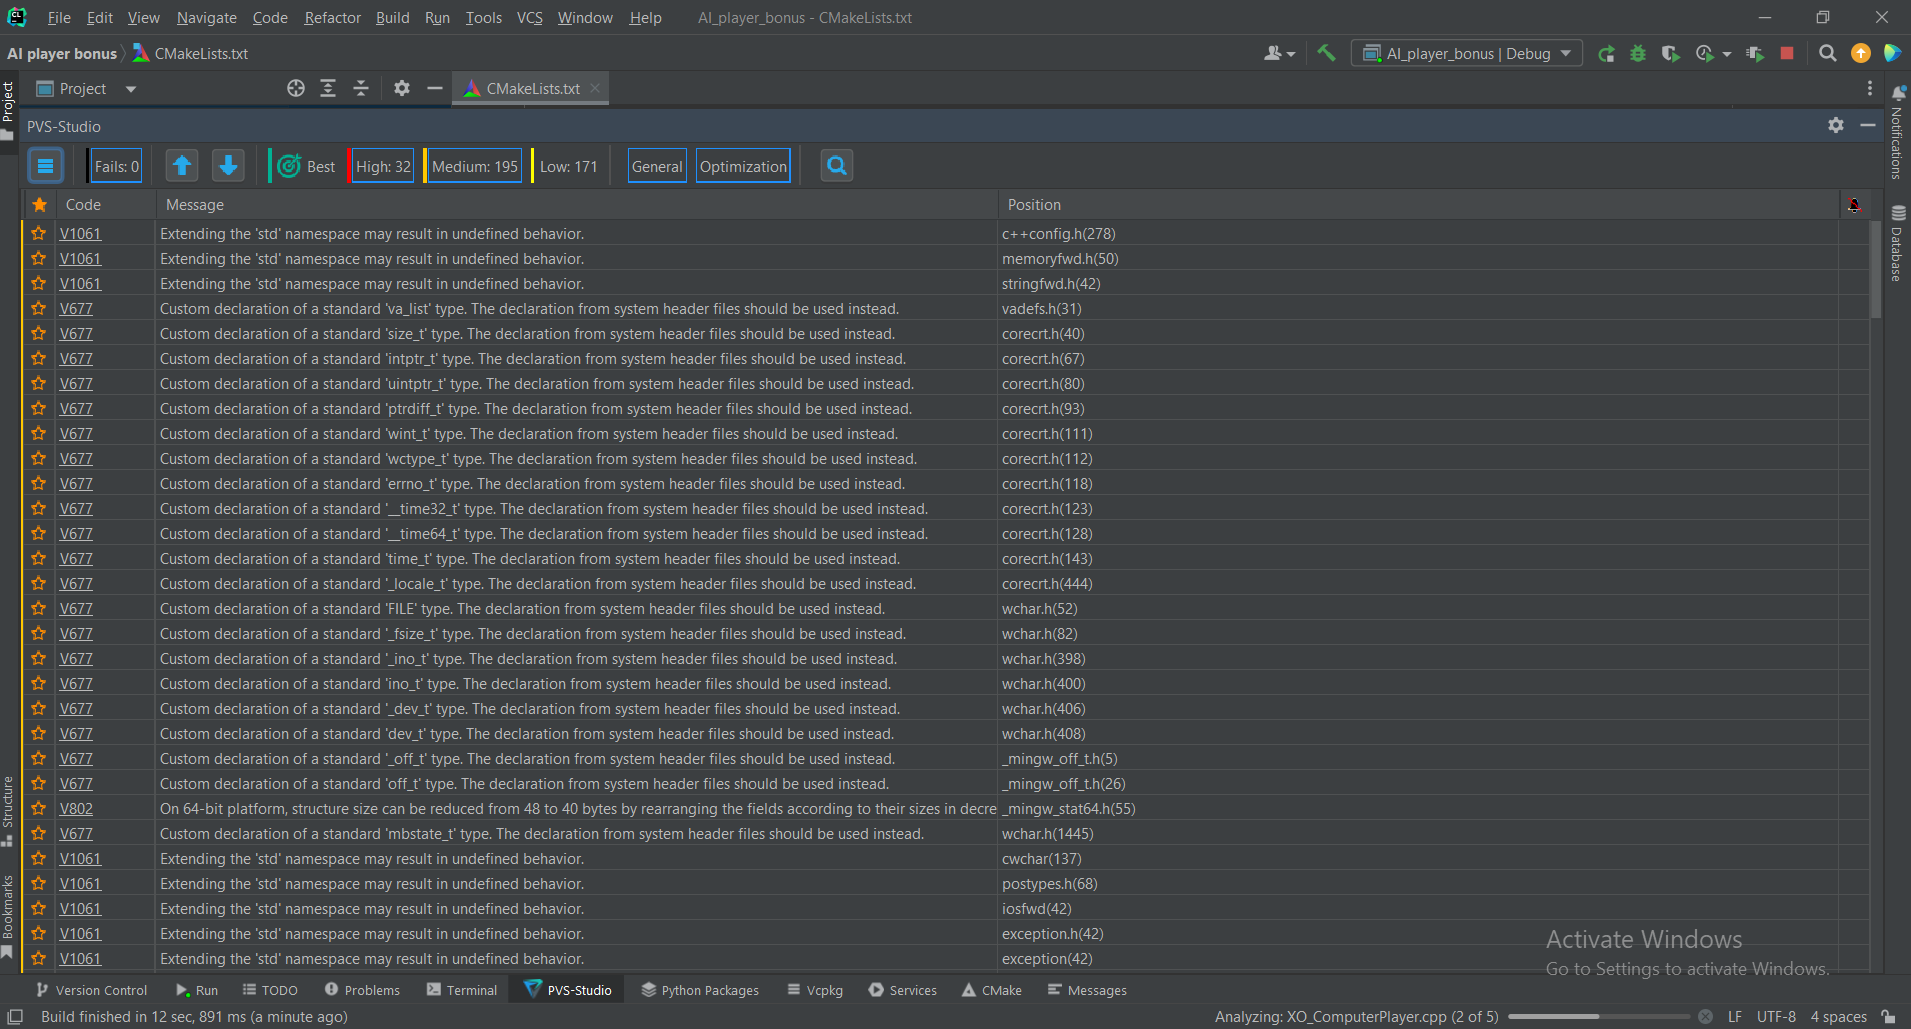 File Edit View Navigate Code Refactor Build Run Tools VCS Window Help AI_player_bonus - CMakeLists.txt
AI player bonus CMakeLists.txt AI_player_bonus | Debug
Project CMakeLists.txt
PVS-Studio
Fails: 0 Best High: 32 Medium: 195 Low: 171 General Optimization
Code Message Position
V1061 Extending the 'std' namespace may result in undefined behavior. c++config.h(278)
V1061 Extending the 'std' namespace may result in undefined behavior. memoryfwd.h(50)
V1061 Extending the 'std' namespace may result in undefined behavior. stringfwd.h(42)
V677 Custom declaration of a standard 'va_list' type. The declaration from system header files should be used instead. vadefs.h(31)
V677 Custom declaration of a standard 'size_t' type. The declaration from system header files should be used instead. corecrt.h(40)
V677 Custom declaration of a standard 'intptr_t' type. The declaration from system header files should be used instead. corecrt.h(67)
V677 Custom declaration of a standard 'uintptr_t' type. The declaration from system header files should be used instead. corecrt.h(80)
V677 Custom declaration of a standard 'ptrdiff_t' type. The declaration from system header files should be used instead. corecrt.h(93)
V677 Custom declaration of a standard 'wint_t' type. The declaration from system header files should be used instead. corecrt.h(111)
V677 Custom declaration of a standard 'wctype_t' type. The declaration from system header files should be used instead. corecrt.h(112)
V677 Custom declaration of a standard 'errno_t' type. The declaration from system header files should be used instead. corecrt.h(118)
V677 Custom declaration of a standard '__time32_t' type. The declaration from system header files should be used instead. corecrt.h(123)
V677 Custom declaration of a standard '__time64_t' type. The declaration from system header files should be used instead. corecrt.h(128)
V677 Custom declaration of a standard 'time_t' type. The declaration from system header files should be used instead. corecrt.h(143)
V677 Custom declaration of a standard '_locale_t' type. The declaration from system header files should be used instead. corecrt.h(444)
V677 Custom declaration of a standard 'FILE' type. The declaration from system header files should be used instead. wchar.h(52)
V677 Custom declaration of a standard '_fsize_t' type. The declaration from system header files should be used instead. wchar.h(82)
V677 Custom declaration of a standard '_ino_t' type. The declaration from system header files should be used instead. wchar.h(398)
V677 Custom declaration of a standard 'ino_t' type. The declaration from system header files should be used instead. wchar.h(400)
V677 Custom declaration of a standard '_dev_t' type. The declaration from system header files should be used instead. wchar.h(406)
V677 Custom declaration of a standard 'dev_t' type. The declaration from system header files should be used instead. wchar.h(408)
V677 Custom declaration of a standard '_off_t' type. The declaration from system header files should be used instead. _mingw_off_t.h(5)
V677 Custom declaration of a standard 'off_t' type. The declaration from system header files should be used instead. _mingw_off_t.h(26)
V802 On 64-bit platform, structure size can be reduced from 48 to 40 bytes by rearranging the fields according to their sizes in decre _mingw_stat64.h(55)
V677 Custom declaration of a standard 'mbstate_t' type. The declaration from system header files should be used instead. wchar.h(1445)
V1061 Extending the 'std' namespace may result in undefined behavior. cwchar(137)
V1061 Extending the 'std' namespace may result in undefined behavior. postypes.h(68)
V1061 Extending the 'std' namespace may result in undefined behavior. iosfwd(42)
V1061 Extending the 'std' namespace may result in undefined behavior. exception.h(42)
V1061 Extending the 'std' namespace may result in undefined behavior. exception(42)
Project
Structure
Bookmarks
Notifications
Database
Activate Windows
Go to Settings to activate Windows.
Version Control Run TODO Problems Terminal PVS-Studio Python Packages Vcpkg Services CMake Messages
Build finished in 12 sec, 891 ms (a minute ago) Analyzing: XO_ComputerPlayer.cpp (2 of 5) LF UTF-8 4 spaces